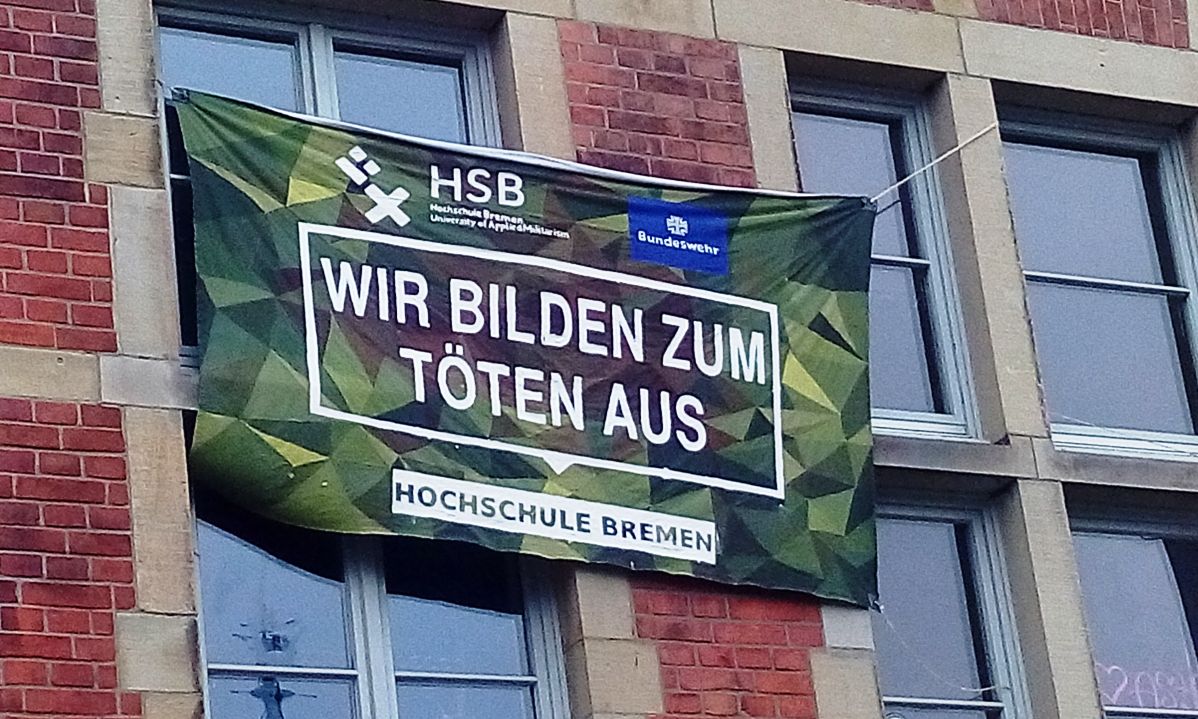 HSB
Hochschule Bremen
University of Applied Militarism
Bundeswehr
WIR BILDEN ZUM
TÖTEN AUS
HOCHSCHULE BREMEN